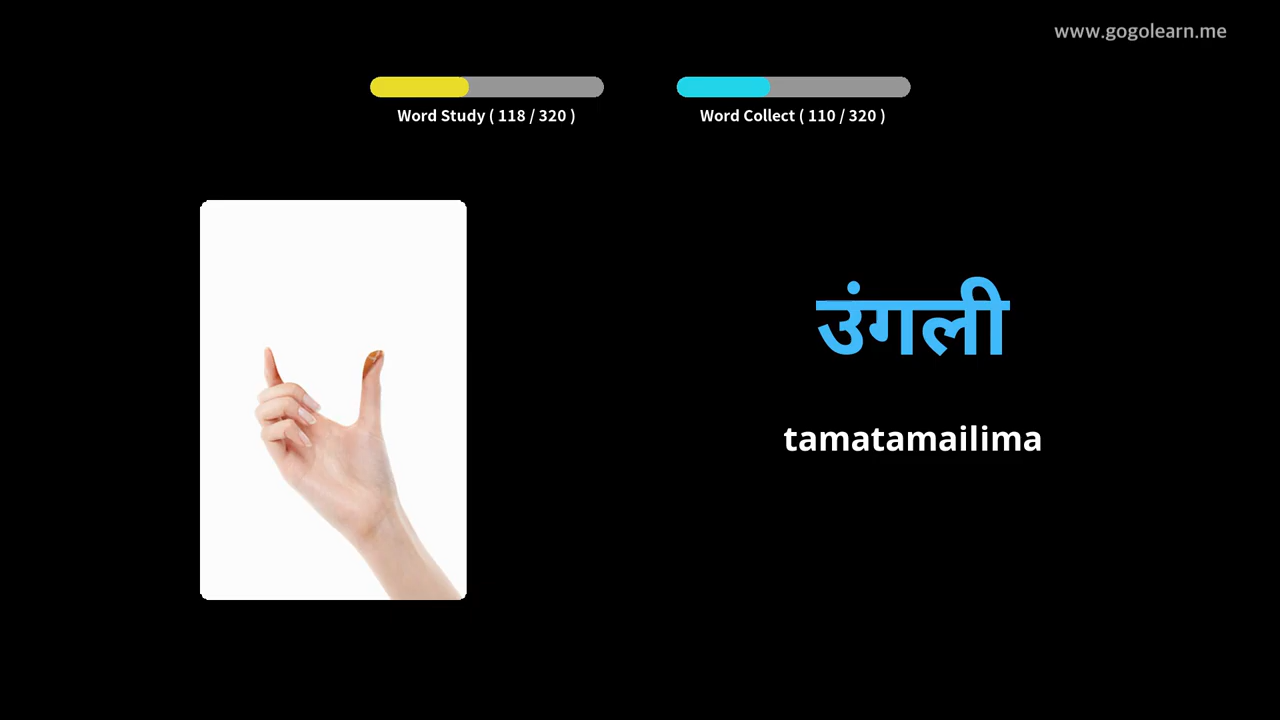 www.gogolearn.me
Word Study ( 118 / 320 )
Word Collect ( 110 / 320 )
उंगली
tamatamailima